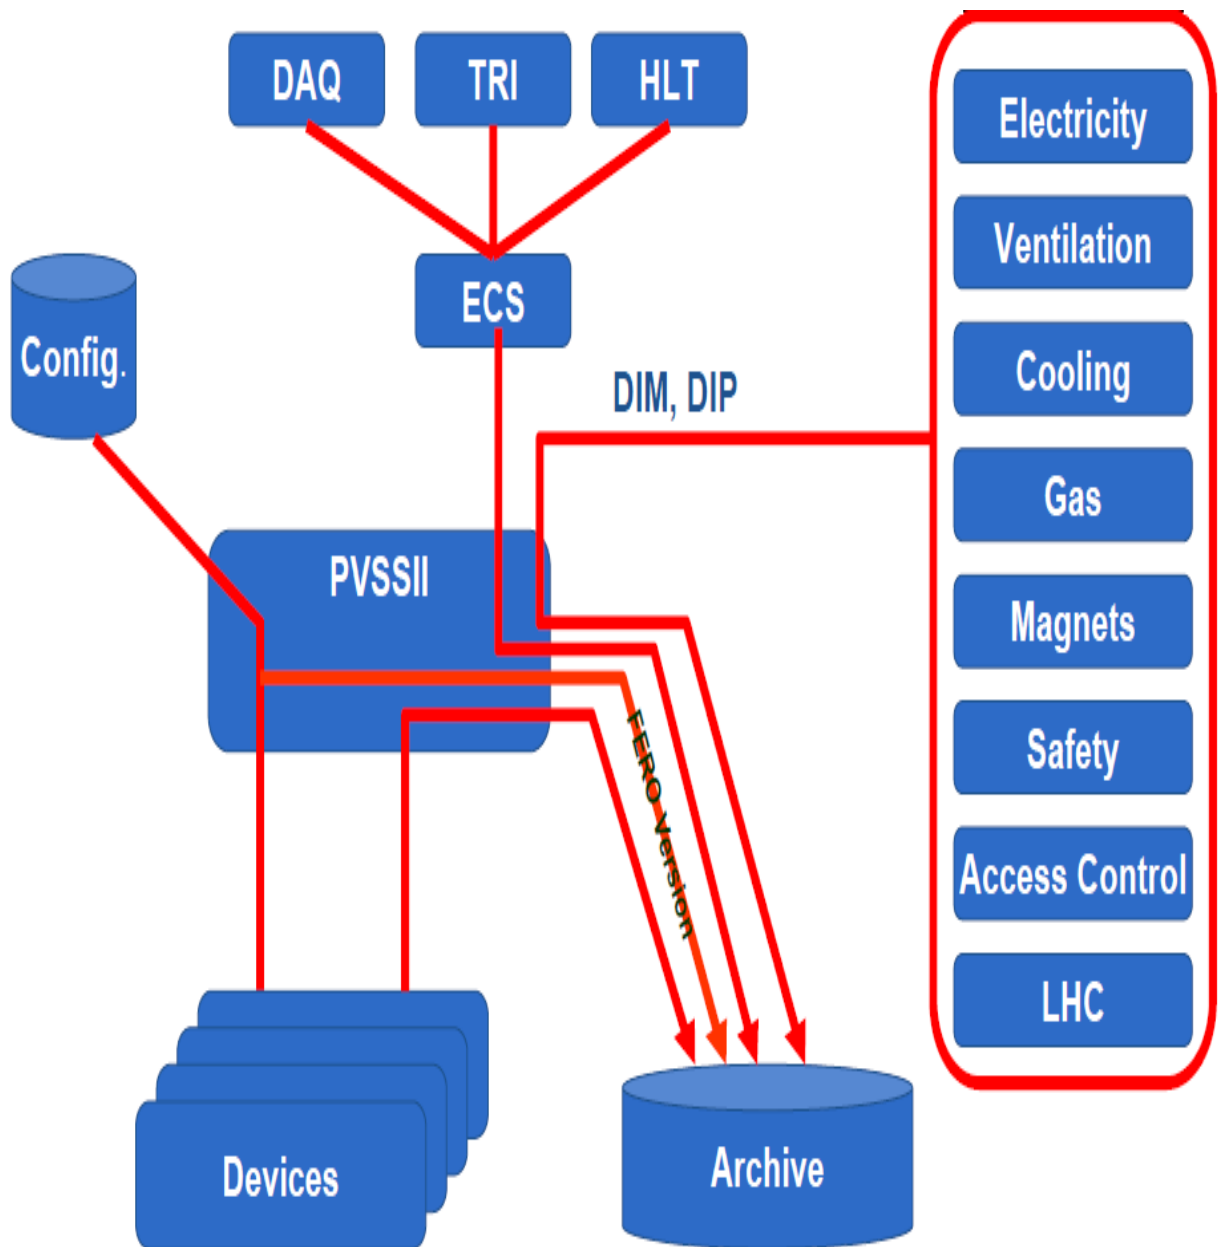 DAQ
TRI
HLT
ECS
Config.
DIM, DIP
PVSSII
FERO Version
Devices
Archive
Electricity
Ventilation
Cooling
Gas
Magnets
Safety
Access Control
LHC